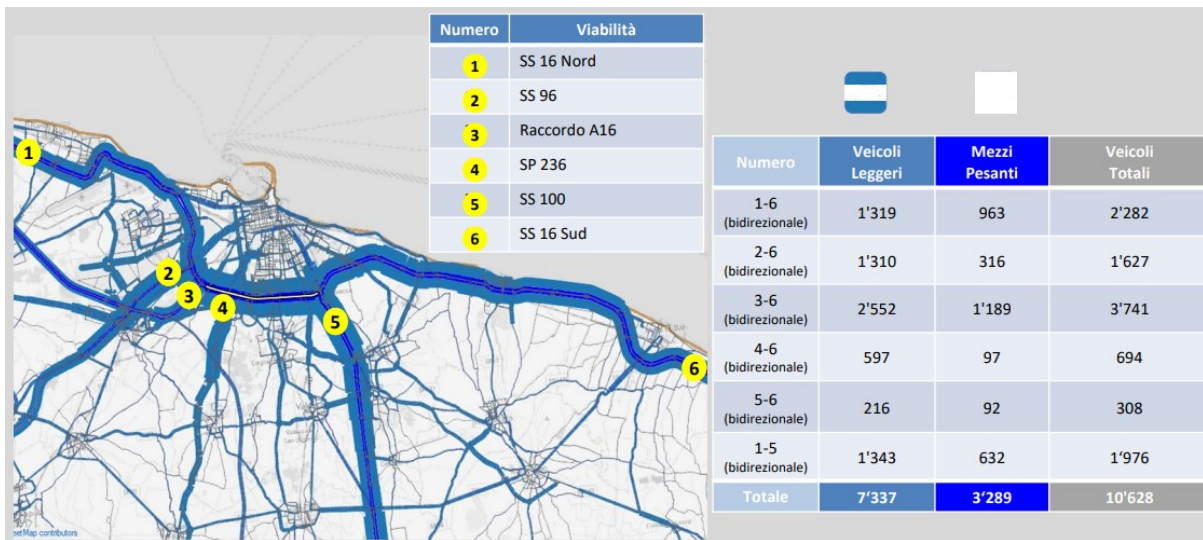 Numero Viabilità
1 SS 16 Nord
2 SS 96
3 Raccordo A16
4 SP 236
5 SS 100
6 SS 16 Sud
1
2
3
4
5
6
Numero Veicoli Leggeri Mezzi Pesanti Veicoli Totali
1-6 (bidirezionale) 1'319 963 2'282
2-6 (bidirezionale) 1'310 316 1'627
3-6 (bidirezionale) 2'552 1'189 3'741
4-6 (bidirezionale) 597 97 694
5-6 (bidirezionale) 216 92 308
1-5 (bidirezionale) 1'343 632 1‘976
Totale 7’337 3’289 10'628
eetMap contributors